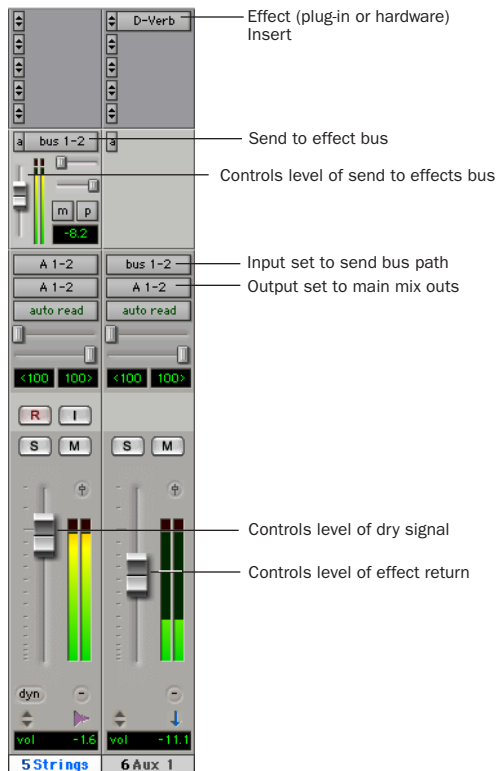 D-Verb
Effect (plug-in or hardware)
Insert
a bus 1-2 a
Send to effect bus
Controls level of send to effects bus
m p
-8.2
A 1-2 bus 1-2
Input set to send bus path
A 1-2 A 1-2
Output set to main mix outs
auto read auto read
<100 100> <100 100>
R I
S M S M
Controls level of dry signal
Controls level of effect return
dyn
vol -1.6 vol -11.1
5 Strings 6 Aux 1